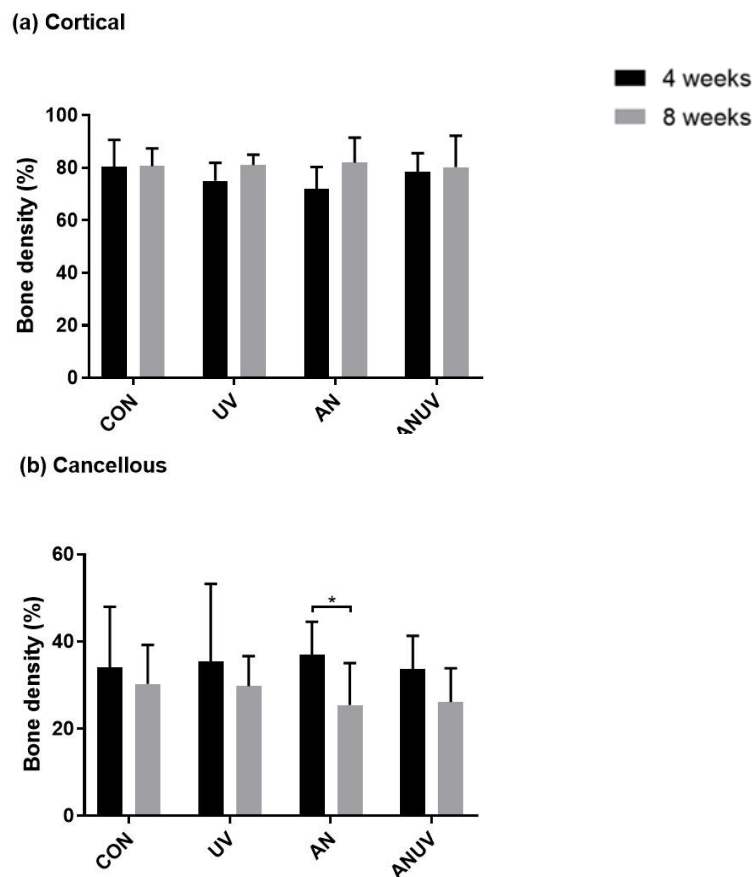 (a) Cortical
4 weeks
8 weeks
Bone density (%)
100
80
60
40
20
0
CON
UV
AN
ANUV
(b) Cancellous
Bone density (%)
60
40
20
0
*
CON
UV
AN
ANUV